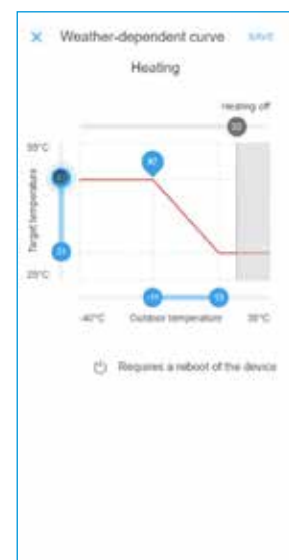 Weather-dependent curve SAVE
Heating
Heating off
Target temperature
25°C
-40°C Outdoor temperature 35°C
Requires a reboot of the device